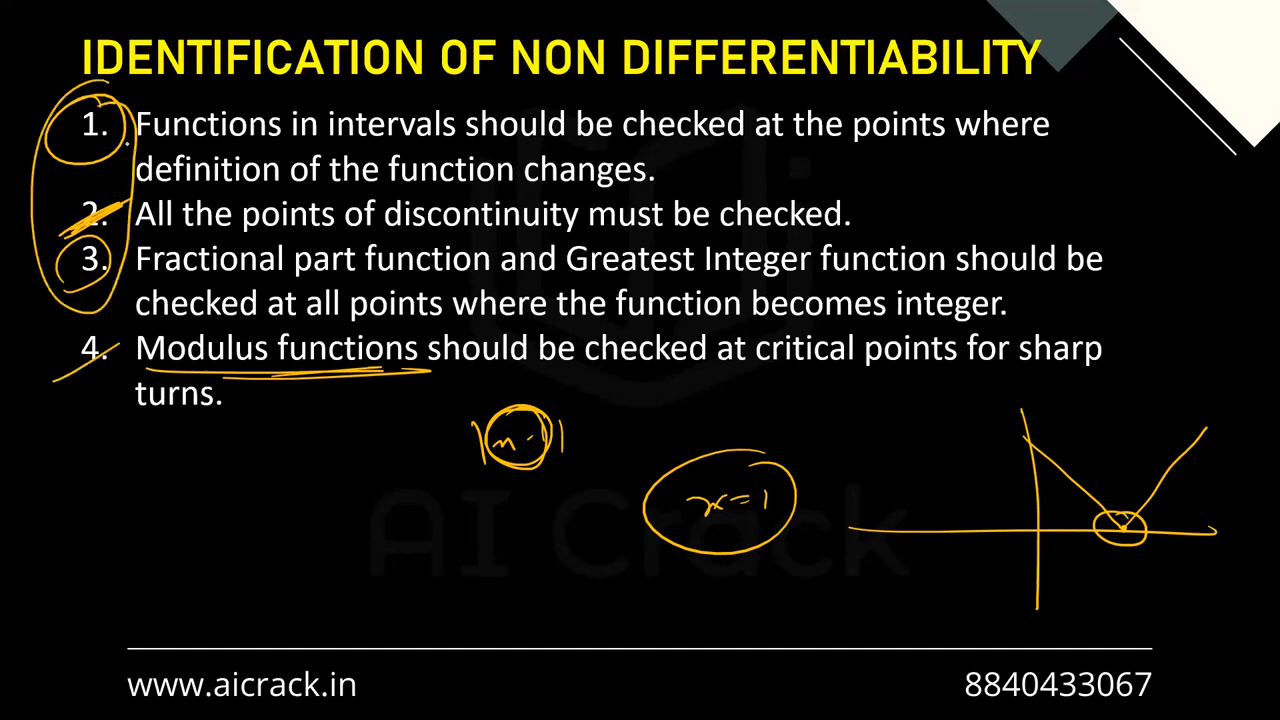 IDENTIFICATION OF NON DIFFERENTIABILITY
1. Functions in intervals should be checked at the points where
definition of the function changes.
2. All the points of discontinuity must be checked.
3. Fractional part function and Greatest Integer function should be
checked at all points where the function becomes integer.
4. Modulus functions should be checked at critical points for sharp
turns.
|x-1|
x=1
AI Crack
www.aicrack.in
8840433067